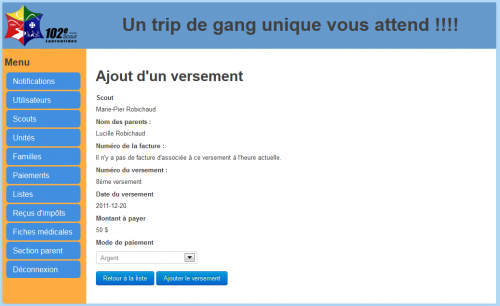 Un trip de gang unique vous attend !!!!
102e
Laurentides
Menu
Notifications
Utilisateurs
Scouts
Unités
Familles
Paiements
Listes
Reçus d'impôts
Fiches médicales
Section parent
Déconnexion
Ajout d'un versement
Scout
Marie-Pier Robichaud
Nom des parents :
Lucille Robichaud
Numéro de la facture :
Il n'y a pas de facture d'associée à ce versement à l'heure actuelle.
Numéro du versement :
8ème versement
Date du versement
2011-12-20
Montant à payer
50 $
Mode de paiement
Argent
Retour à la liste
Ajouter le versement